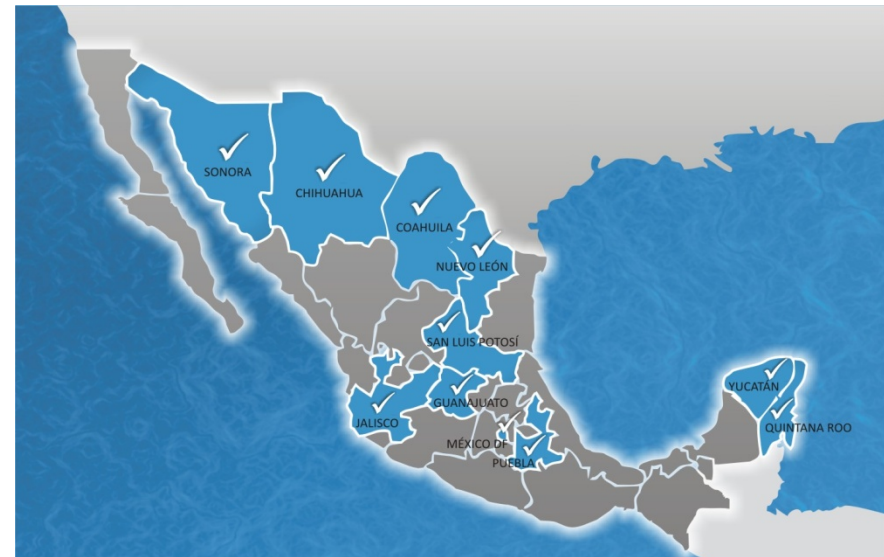 SONORA
CHIHUAHUA
COAHUILA
NUEVO LEÓN
SAN LUIS POTOSÍ
GUANAJUATO
JALISCO
MÉXICO DF
PUEBLA
YUCATÁN
QUINTANA ROO